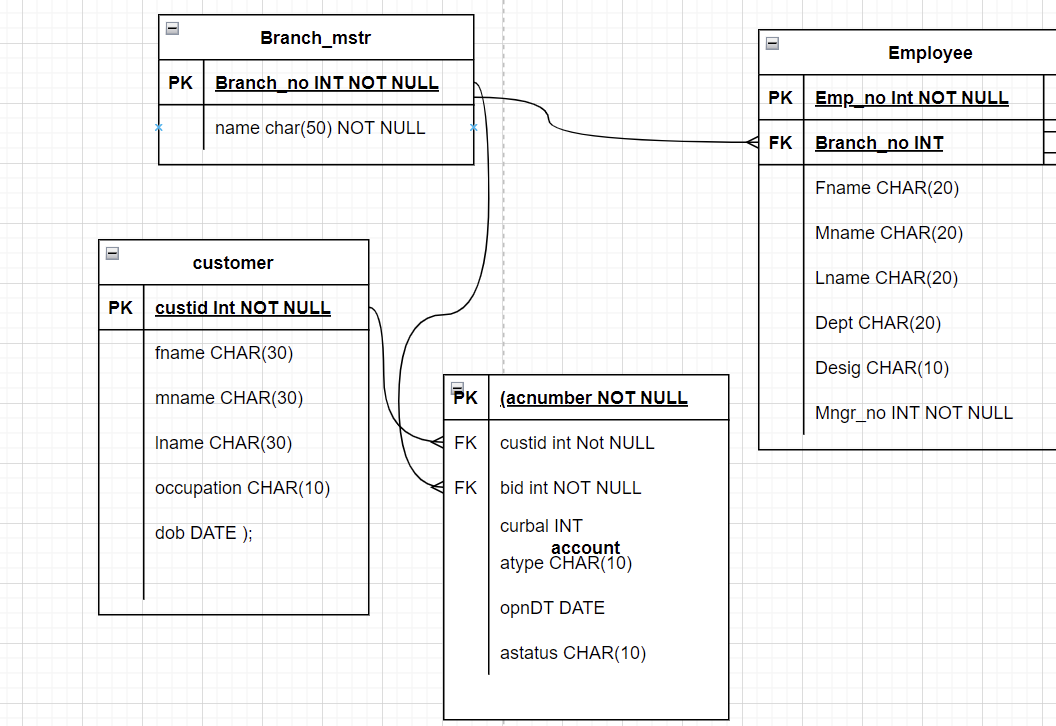 Branch_mstr
PK Branch_no INT NOT NULL
name char(50) NOT NULL
Employee
PK Emp_no Int NOT NULL
FK Branch_no INT
Fname CHAR(20)
Mname CHAR(20)
Lname CHAR(20)
Dept CHAR(20)
Desig CHAR(10)
Mngr_no INT NOT NULL
customer
PK custid Int NOT NULL
fname CHAR(30)
mname CHAR(30)
lname CHAR(30)
occupation CHAR(10)
dob DATE );
PK (acnumber NOT NULL
FK custid int Not NULL
FK bid int NOT NULL
curbal INT
account
atype CHAR(10)
opnDT DATE
astatus CHAR(10)